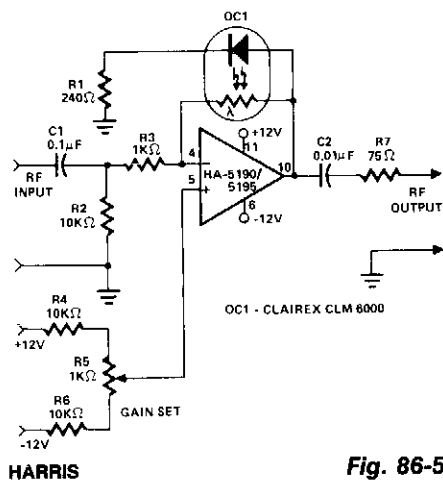 OC1
R1
240Ω
C1
0.1μF
R3
1KΩ
λ
+12V
11
4
HA-5190/
5195
5
10
6
-12V
C2
0.01μF
R7
75Ω
RF
INPUT
RF
OUTPUT
R2
10KΩ
R4
10KΩ
+12V
R5
1KΩ
GAIN SET
R6
10KΩ
-12V
OC1 - CLAIREX CLM 6000
HARRIS
Fig. 86-5